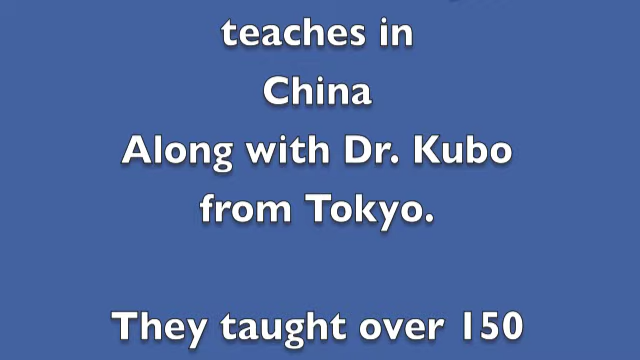 teaches in
China
Along with Dr. Kubo
from Tokyo.
They taught over 150